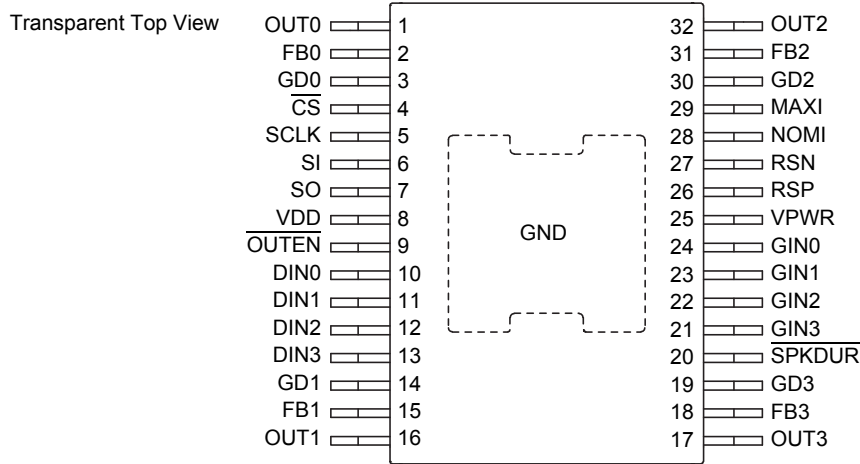 Transparent Top View
OUT0 1 32 OUT2
FB0 2 31 FB2
GD0 3 30 GD2
CS 4 29 MAXI
SCLK 5 28 NOMI
SI 6 27 RSN
SO 7 26 RSP
VDD 8 25 VPWR
OUTEN 9 24 GIN0
DIN0 10 23 GIN1
DIN1 11 22 GIN2
DIN2 12 21 GIN3
DIN3 13 20 SPKDUR
GD1 14 19 GD3
FB1 15 18 FB3
OUT1 16 17 OUT3
GND